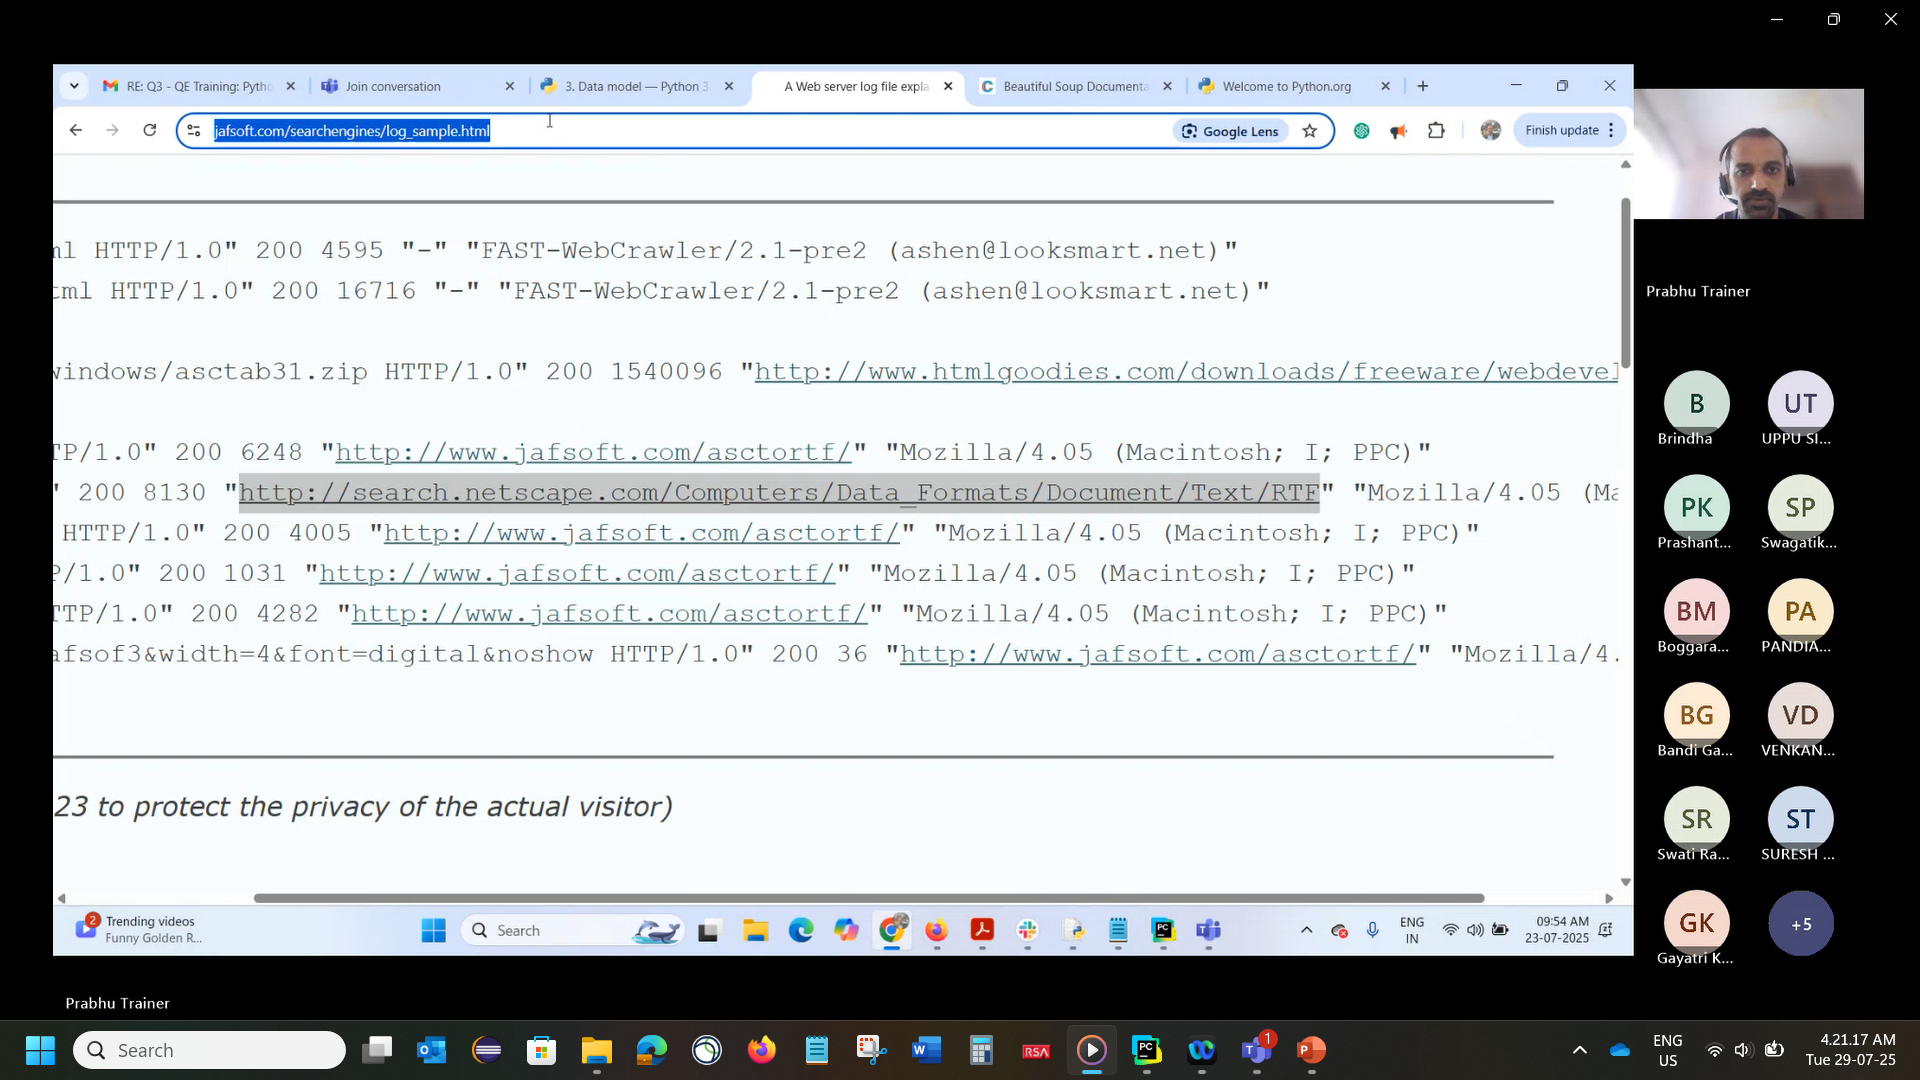 RE: Q3 - QE Training: Pytho
Join conversation
3. Data model — Python 3.
A Web server log file expla
Beautiful Soup Documenta
Welcome to Python.org
jafsoft.com/searchengines/log_sample.html
Google Lens
Finish update
ml HTTP/1.0" 200 4595 "-" "FAST-WebCrawler/2.1-pre2 (ashen@looksmart.net)"
tml HTTP/1.0" 200 16716 "-" "FAST-WebCrawler/2.1-pre2 (ashen@looksmart.net)"
windows/asctab31.zip HTTP/1.0" 200 1540096 "http://www.htmlgoodies.com/downloads/freeware/webdevel
TP/1.0" 200 6248 "http://www.jafsoft.com/asctortf/" "Mozilla/4.05 (Macintosh; I; PPC)"
" 200 8130 "http://search.netscape.com/Computers/Data_Formats/Document/Text/RTF" "Mozilla/4.05 (Ma
HTTP/1.0" 200 4005 "http://www.jafsoft.com/asctortf/" "Mozilla/4.05 (Macintosh; I; PPC)"
P/1.0" 200 1031 "http://www.jafsoft.com/asctortf/" "Mozilla/4.05 (Macintosh; I; PPC)"
TTP/1.0" 200 4282 "http://www.jafsoft.com/asctortf/" "Mozilla/4.05 (Macintosh; I; PPC)"
afsof3&width=4&font=digital&noshow HTTP/1.0" 200 36 "http://www.jafsoft.com/asctortf/" "Mozilla/4.
23 to protect the privacy of the actual visitor)
2
Trending videos
Funny Golden R...
Search
ENG
IN
09:54 AM
23-07-2025
Prabhu Trainer
B
Brindha
UT
UPPU SI...
PK
Prashant...
SP
Swagatik...
BM
Boggara...
PA
PANDIA...
BG
Bandi Ga...
VD
VENKAN...
SR
Swati Ra...
ST
SURESH ...
GK
Gayatri K...
+5
Prabhu Trainer
Search
RSA
1
ENG
US
4.21.17 AM
Tue 29-07-25